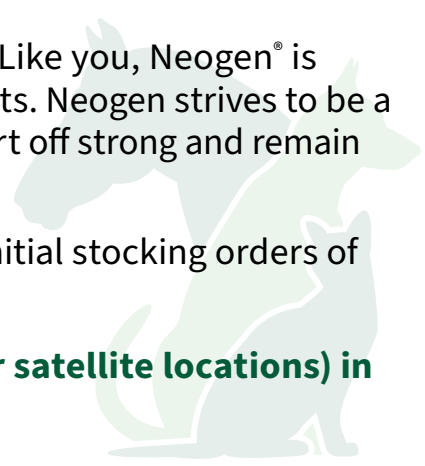 Like you, Neogen® is
ts. Neogen strives to be a
rt off strong and remain
nitial stocking orders of
r satellite locations) in